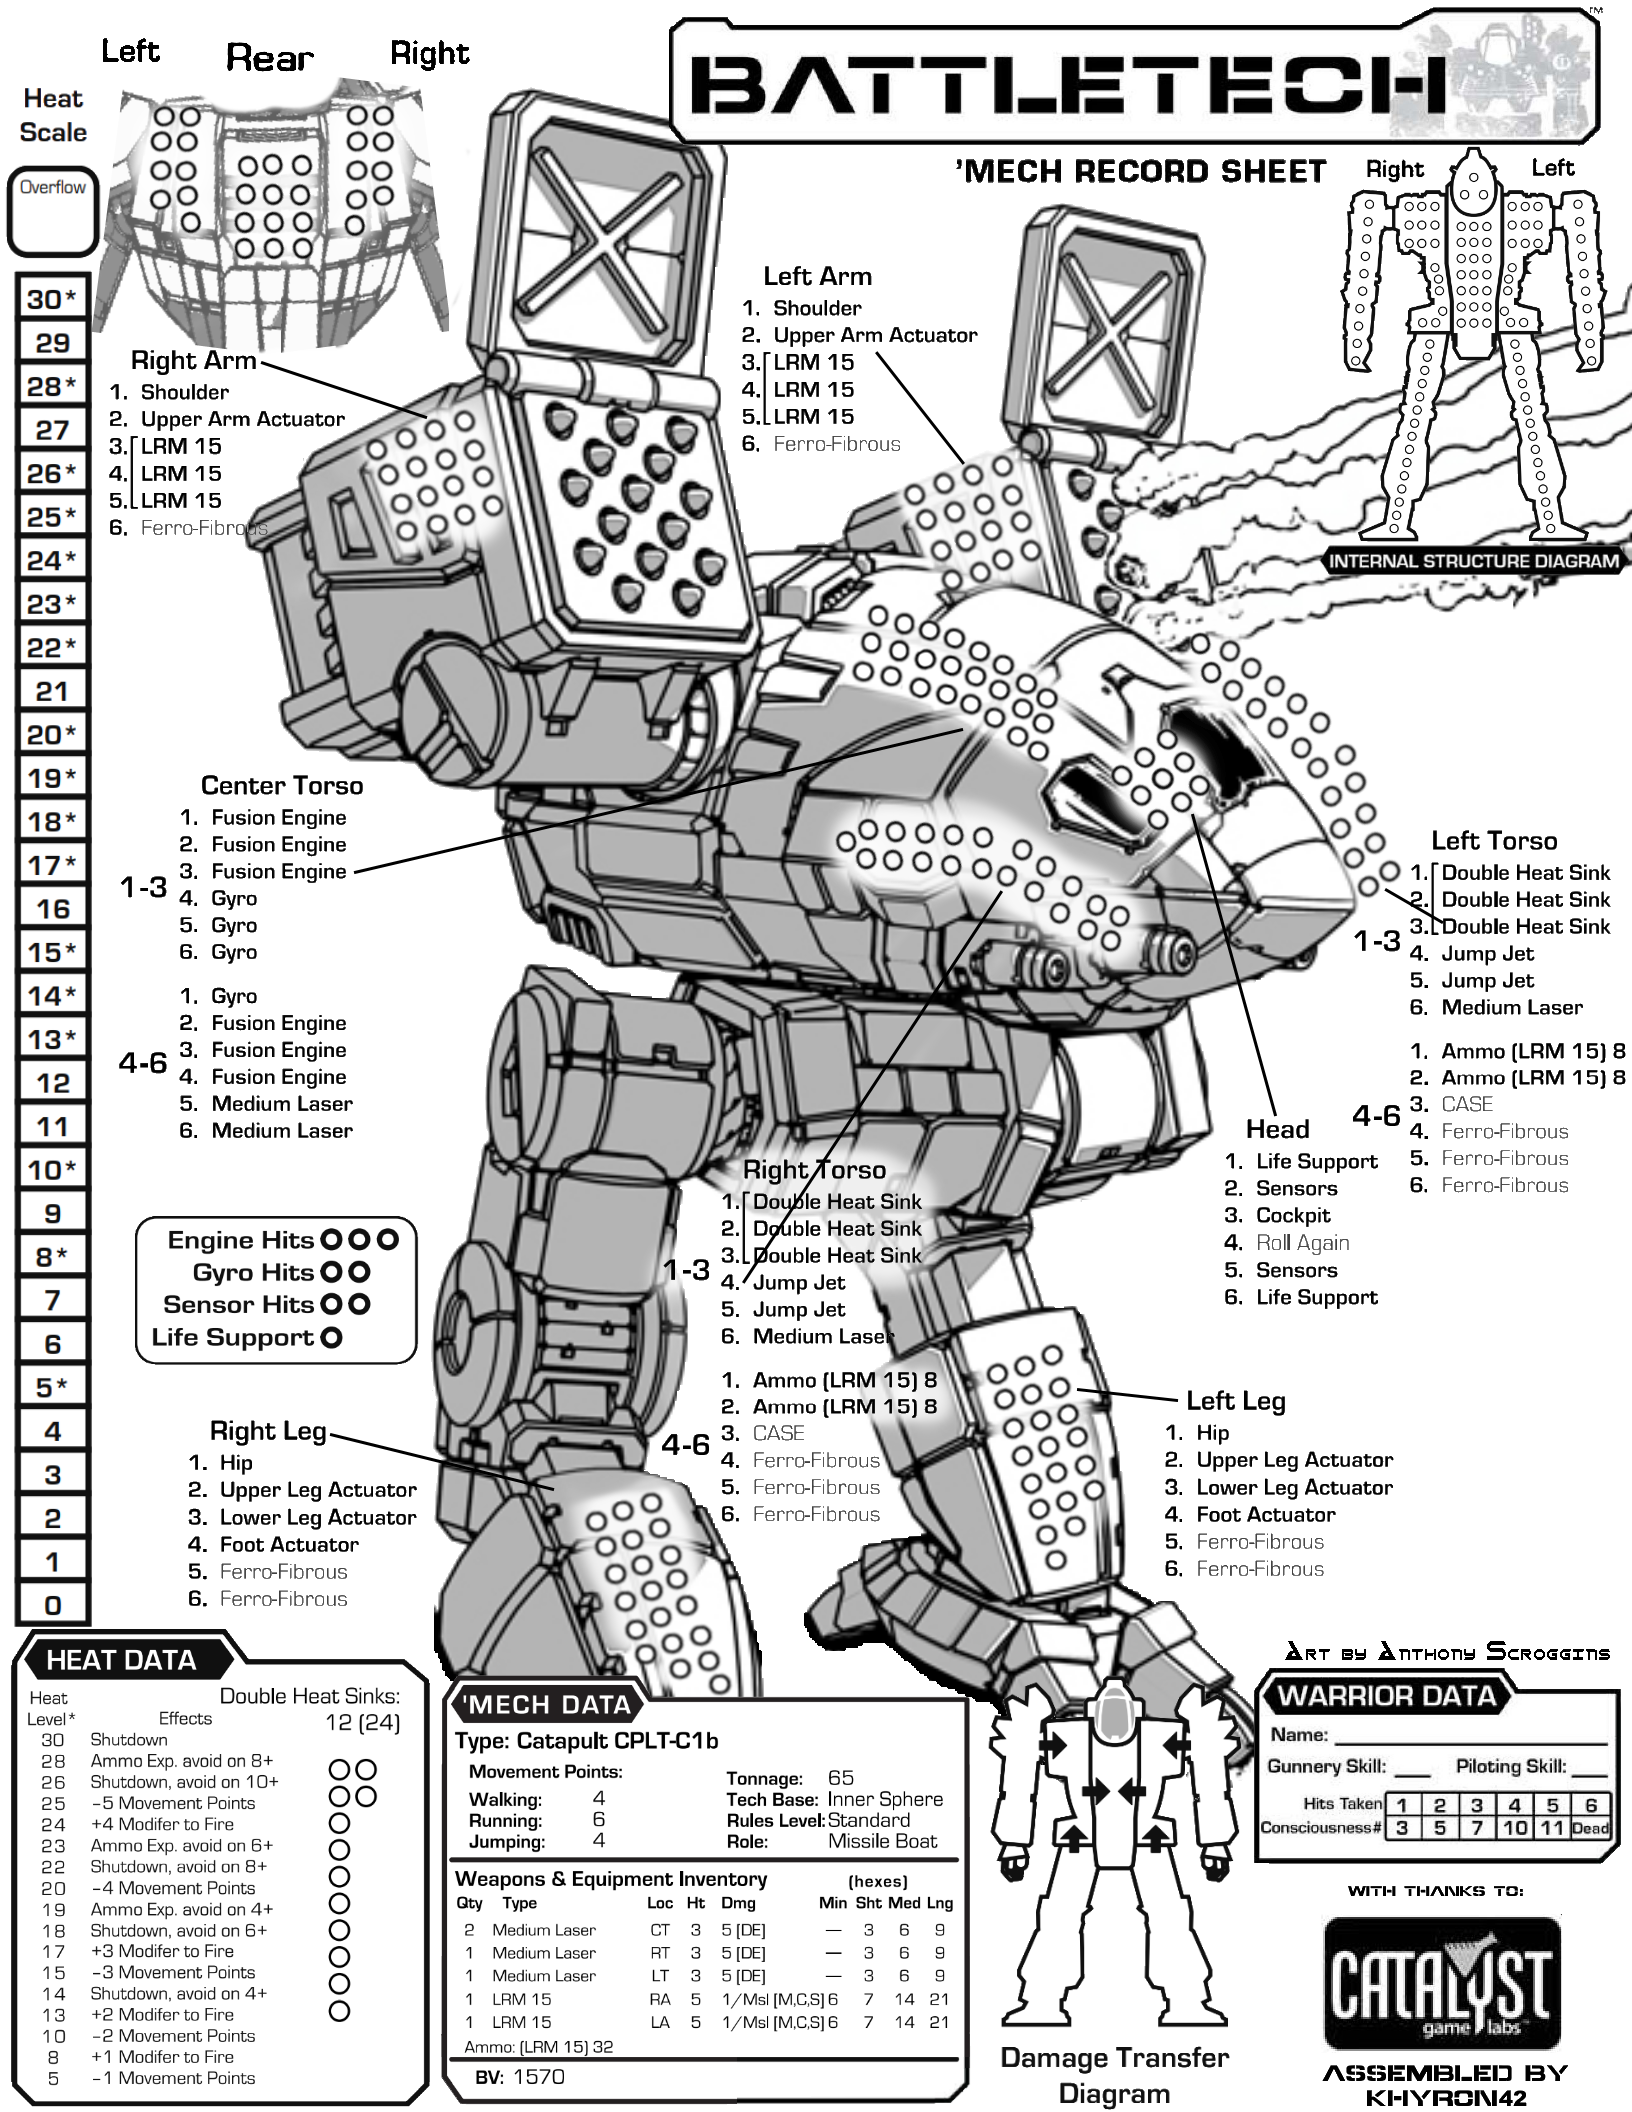 BATTLETECH
TM
'MECH RECORD SHEET
Left Rear Right
Heat
Scale
Overflow
30*
29
28*
27
26*
25*
24*
23*
22*
21
20*
19*
18*
17*
16
15*
14*
13*
12
11
10*
9
8*
7
6
5*
4
3
2
1
0
Right Left
INTERNAL STRUCTURE DIAGRAM
Right Arm
1. Shoulder
2. Upper Arm Actuator
3. LRM 15
4. LRM 15
5. LRM 15
6. Ferro-Fibrous
Left Arm
1. Shoulder
2. Upper Arm Actuator
3. LRM 15
4. LRM 15
5. LRM 15
6. Ferro-Fibrous
Center Torso
1-3
1. Fusion Engine
2. Fusion Engine
3. Fusion Engine
4. Gyro
5. Gyro
6. Gyro
4-6
1. Gyro
2. Fusion Engine
3. Fusion Engine
4. Fusion Engine
5. Medium Laser
6. Medium Laser
Left Torso
1-3
1. Double Heat Sink
2. Double Heat Sink
3. Double Heat Sink
4. Jump Jet
5. Jump Jet
6. Medium Laser
4-6
1. Ammo (LRM 15) 8
2. Ammo (LRM 15) 8
3. CASE
4. Ferro-Fibrous
5. Ferro-Fibrous
6. Ferro-Fibrous
Head
1. Life Support
2. Sensors
3. Cockpit
4. Roll Again
5. Sensors
6. Life Support
Right Torso
1-3
1. Double Heat Sink
2. Double Heat Sink
3. Double Heat Sink
4. Jump Jet
5. Jump Jet
6. Medium Laser
4-6
1. Ammo (LRM 15) 8
2. Ammo (LRM 15) 8
3. CASE
4. Ferro-Fibrous
5. Ferro-Fibrous
6. Ferro-Fibrous
Engine Hits
Gyro Hits
Sensor Hits
Life Support
Right Leg
1. Hip
2. Upper Leg Actuator
3. Lower Leg Actuator
4. Foot Actuator
5. Ferro-Fibrous
6. Ferro-Fibrous
Left Leg
1. Hip
2. Upper Leg Actuator
3. Lower Leg Actuator
4. Foot Actuator
5. Ferro-Fibrous
6. Ferro-Fibrous
HEAT DATA
Heat Level* Effects
Double Heat Sinks:
12 (24)
30 Shutdown
28 Ammo Exp. avoid on 8+
26 Shutdown, avoid on 10+
25 -5 Movement Points
24 +4 Modifer to Fire
23 Ammo Exp. avoid on 6+
22 Shutdown, avoid on 8+
20 -4 Movement Points
19 Ammo Exp. avoid on 4+
18 Shutdown, avoid on 6+
17 +3 Modifer to Fire
15 -3 Movement Points
14 Shutdown, avoid on 4+
13 +2 Modifer to Fire
10 -2 Movement Points
8 +1 Modifer to Fire
5 -1 Movement Points
'MECH DATA
Type: Catapult CPLT-C1b
Movement Points:
Walking: 4
Running: 6
Jumping: 4
Tonnage: 65
Tech Base: Inner Sphere
Rules Level: Standard
Role: Missile Boat
Weapons & Equipment Inventory (hexes)
Qty Type Loc Ht Dmg Min Sht Med Lng
2 Medium Laser CT 3 5 [DE] — 3 6 9
1 Medium Laser RT 3 5 [DE] — 3 6 9
1 Medium Laser LT 3 5 [DE] — 3 6 9
1 LRM 15 RA 5 1/Msl [M,C,S] 6 7 14 21
1 LRM 15 LA 5 1/Msl [M,C,S] 6 7 14 21
Ammo: (LRM 15) 32
BV: 1570
Damage Transfer
Diagram
Art by Anthony Scroggins
WARRIOR DATA
Name:
Gunnery Skill: Piloting Skill:
Hits Taken 1 2 3 4 5 6
Consciousness# 3 5 7 10 11 Dead
WITH THANKS TO:
CATALYST
game labs
ASSEMBLED BY
KHYRON42